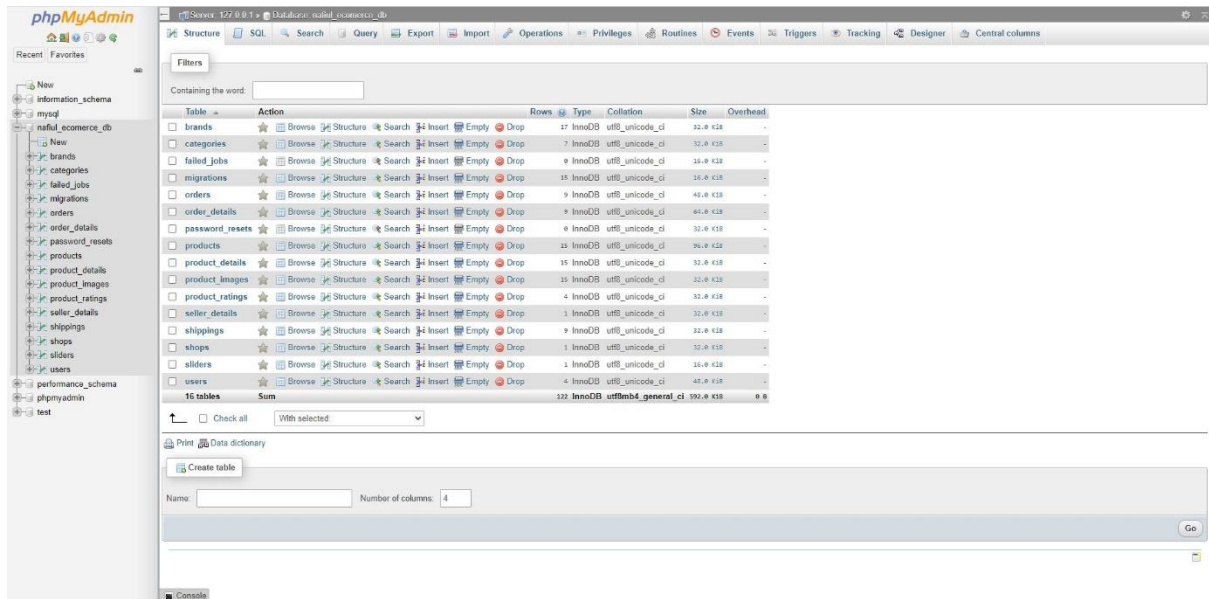 phpMyAdmin
Recent Favorites
New
information_schema
mysql
nafiul_ecomerce_db
New
brands
categories
failed_jobs
migrations
orders
order_details
password_resets
products
product_details
product_images
product_ratings
seller_details
shippings
shops
sliders
users
performance_schema
phpmyadmin
test
Server: 127.0.0.1 » Database: nafiul_ecomerce_db
Structure SQL Search Query Export Import Operations Privileges Routines Events Triggers Tracking Designer Central columns
Filters
Containing the word:
Table Action Rows Type Collation Size Overhead
brands Browse Structure Search Insert Empty Drop 17 InnoDB utf8_unicode_ci 32.0 KiB -
categories Browse Structure Search Insert Empty Drop 7 InnoDB utf8_unicode_ci 32.0 KiB -
failed_jobs Browse Structure Search Insert Empty Drop 0 InnoDB utf8_unicode_ci 16.0 KiB -
migrations Browse Structure Search Insert Empty Drop 15 InnoDB utf8_unicode_ci 16.0 KiB -
orders Browse Structure Search Insert Empty Drop 9 InnoDB utf8_unicode_ci 48.0 KiB -
order_details Browse Structure Search Insert Empty Drop 9 InnoDB utf8_unicode_ci 64.0 KiB -
password_resets Browse Structure Search Insert Empty Drop 0 InnoDB utf8_unicode_ci 32.0 KiB -
products Browse Structure Search Insert Empty Drop 15 InnoDB utf8_unicode_ci 96.0 KiB -
product_details Browse Structure Search Insert Empty Drop 15 InnoDB utf8_unicode_ci 32.0 KiB -
product_images Browse Structure Search Insert Empty Drop 15 InnoDB utf8_unicode_ci 32.0 KiB -
product_ratings Browse Structure Search Insert Empty Drop 4 InnoDB utf8_unicode_ci 32.0 KiB -
seller_details Browse Structure Search Insert Empty Drop 1 InnoDB utf8_unicode_ci 32.0 KiB -
shippings Browse Structure Search Insert Empty Drop 9 InnoDB utf8_unicode_ci 32.0 KiB -
shops Browse Structure Search Insert Empty Drop 1 InnoDB utf8_unicode_ci 32.0 KiB -
sliders Browse Structure Search Insert Empty Drop 1 InnoDB utf8_unicode_ci 16.0 KiB -
users Browse Structure Search Insert Empty Drop 4 InnoDB utf8_unicode_ci 48.0 KiB -
16 tables Sum 122 InnoDB utf8mb4_general_ci 592.0 KiB 0 B
Check all With selected:
Print Data dictionary
Create table
Name: Number of columns: 4
Go
Console